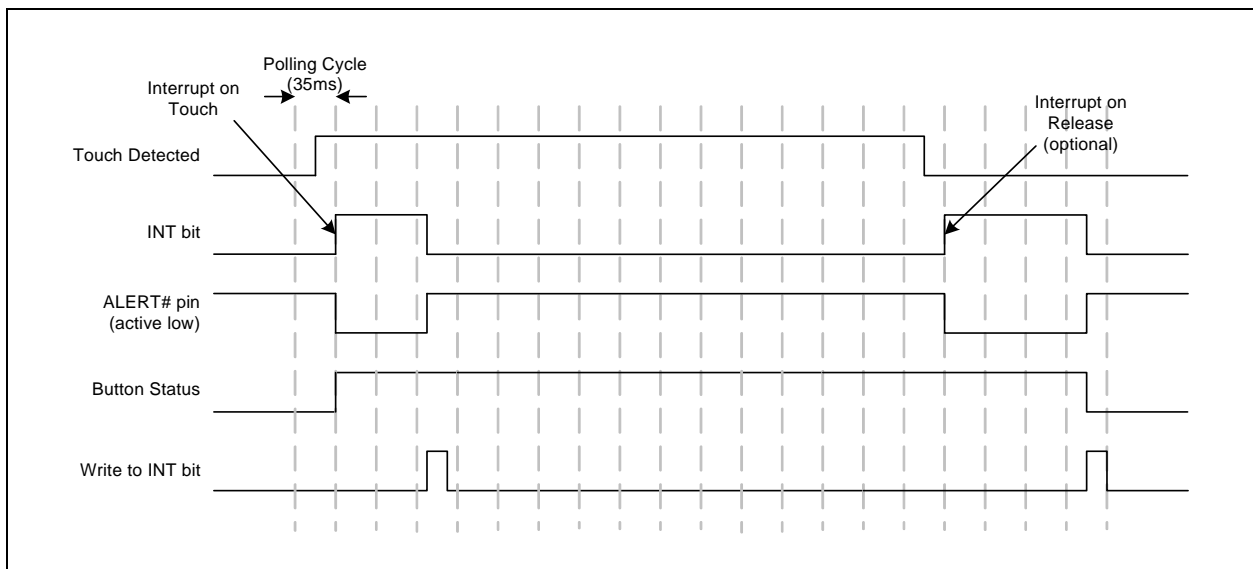 Polling Cycle
(35ms)
Interrupt on
Touch
Interrupt on
Release
(optional)
Touch Detected
INT bit
ALERT# pin
(active low)
Button Status
Write to INT bit